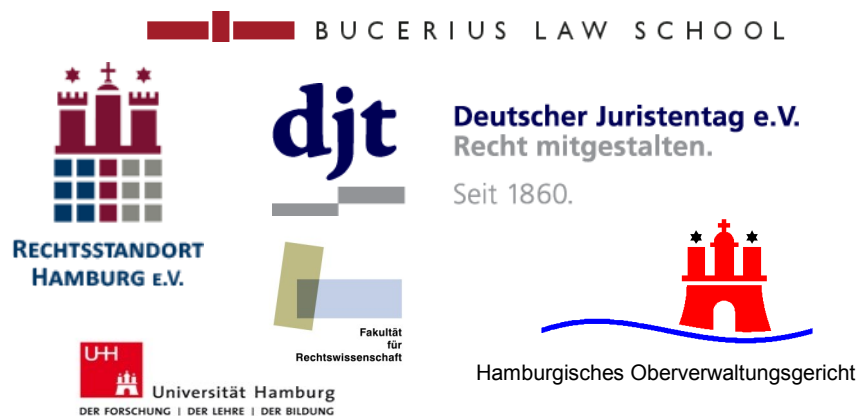 BUCERIUS LAW SCHOOL
djt
Deutscher Juristentag e.V.
Recht mitgestalten.
Seit 1860.
RECHTSSTANDORT
HAMBURG E.V.
Fakultät
für
Rechtswissenschaft
Hamburgisches Oberverwaltungsgericht
UHH
Universität Hamburg
DER FORSCHUNG | DER LEHRE | DER BILDUNG